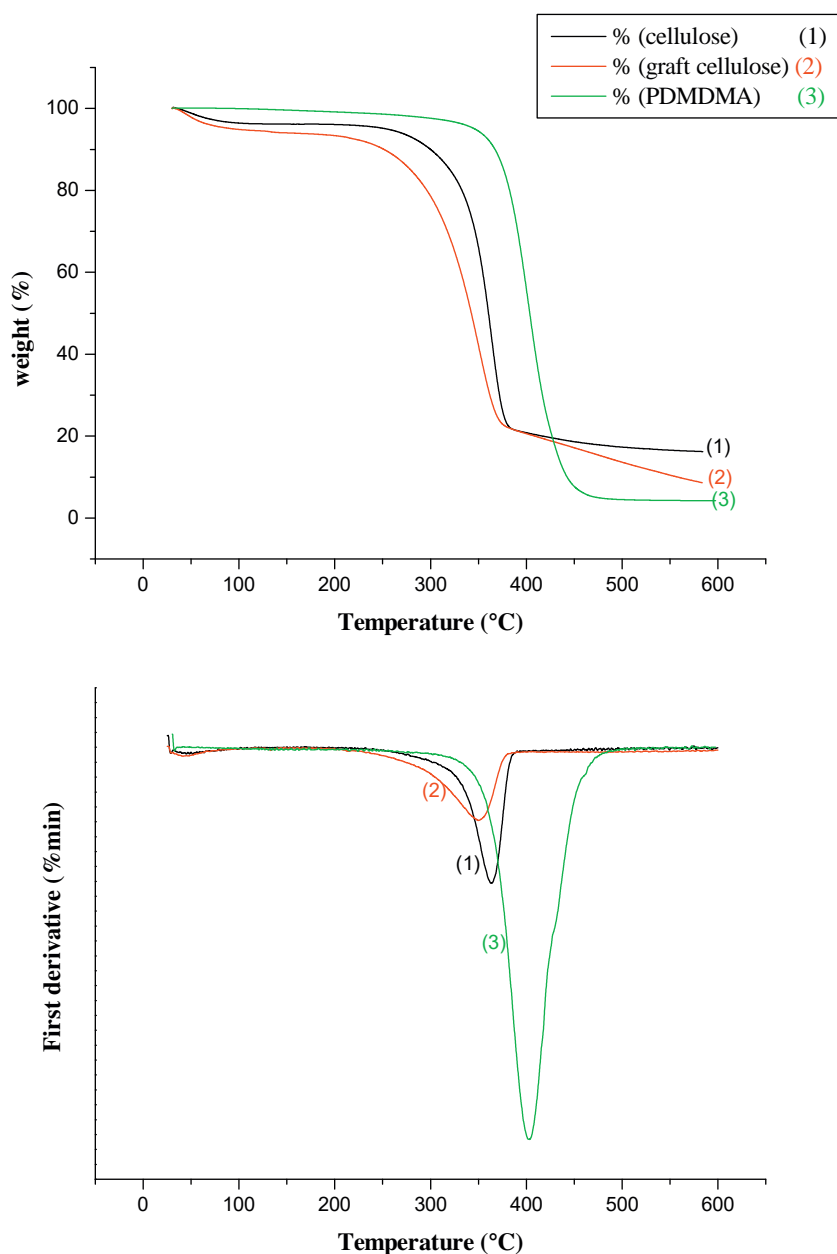 % (cellulose) (1)
% (graft cellulose) (2)
% (PDMDMA) (3)
100
80
60
40
20
0
weight (%)
(1)
(2)
(3)
0 100 200 300 400 500 600
Temperature (°C)
(2)
(1)
(3)
First derivative (%min)
0 100 200 300 400 500 600
Temperature (°C)